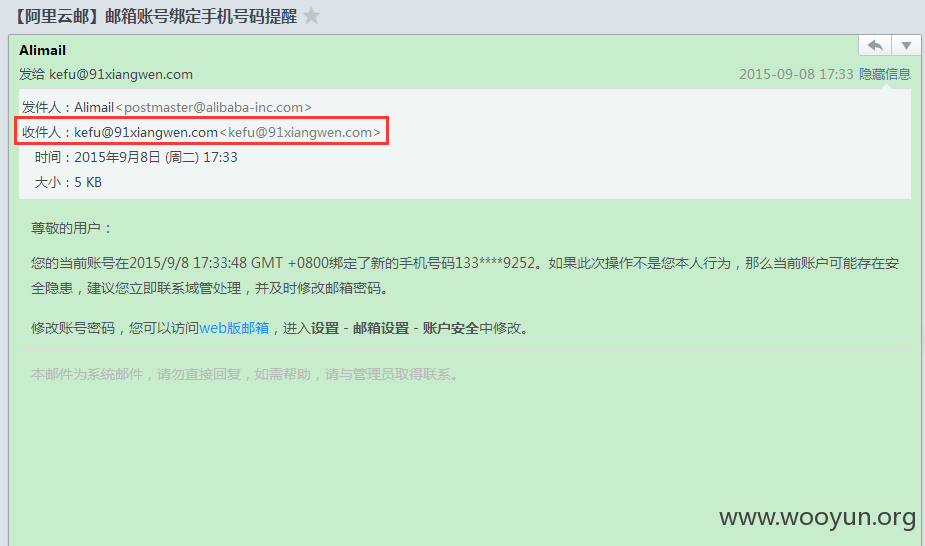 【阿里云邮】邮箱账号绑定手机号码提醒
Alimail
发给 kefu@91xiangwen.com
2015-09-08 17:33 隐藏信息
发件人：Alimail<postmaster@alibaba-inc.com>
收件人：kefu@91xiangwen.com<kefu@91xiangwen.com>
时间：2015年9月8日 (周二) 17:33
大小：5 KB
尊敬的用户：
您的当前账号在2015/9/8 17:33:48 GMT +0800绑定了新的手机号码133****9252。如果此次操作不是您本人行为，那么当前账户可能存在安
全隐患，建议您立即联系域管处理，并及时修改邮箱密码。
修改账号密码，您可以访问web版邮箱，进入设置 - 邮箱设置 - 账户安全中修改。
本邮件为系统邮件，请勿直接回复，如需帮助，请与管理员取得联系。
www.wooyun.org